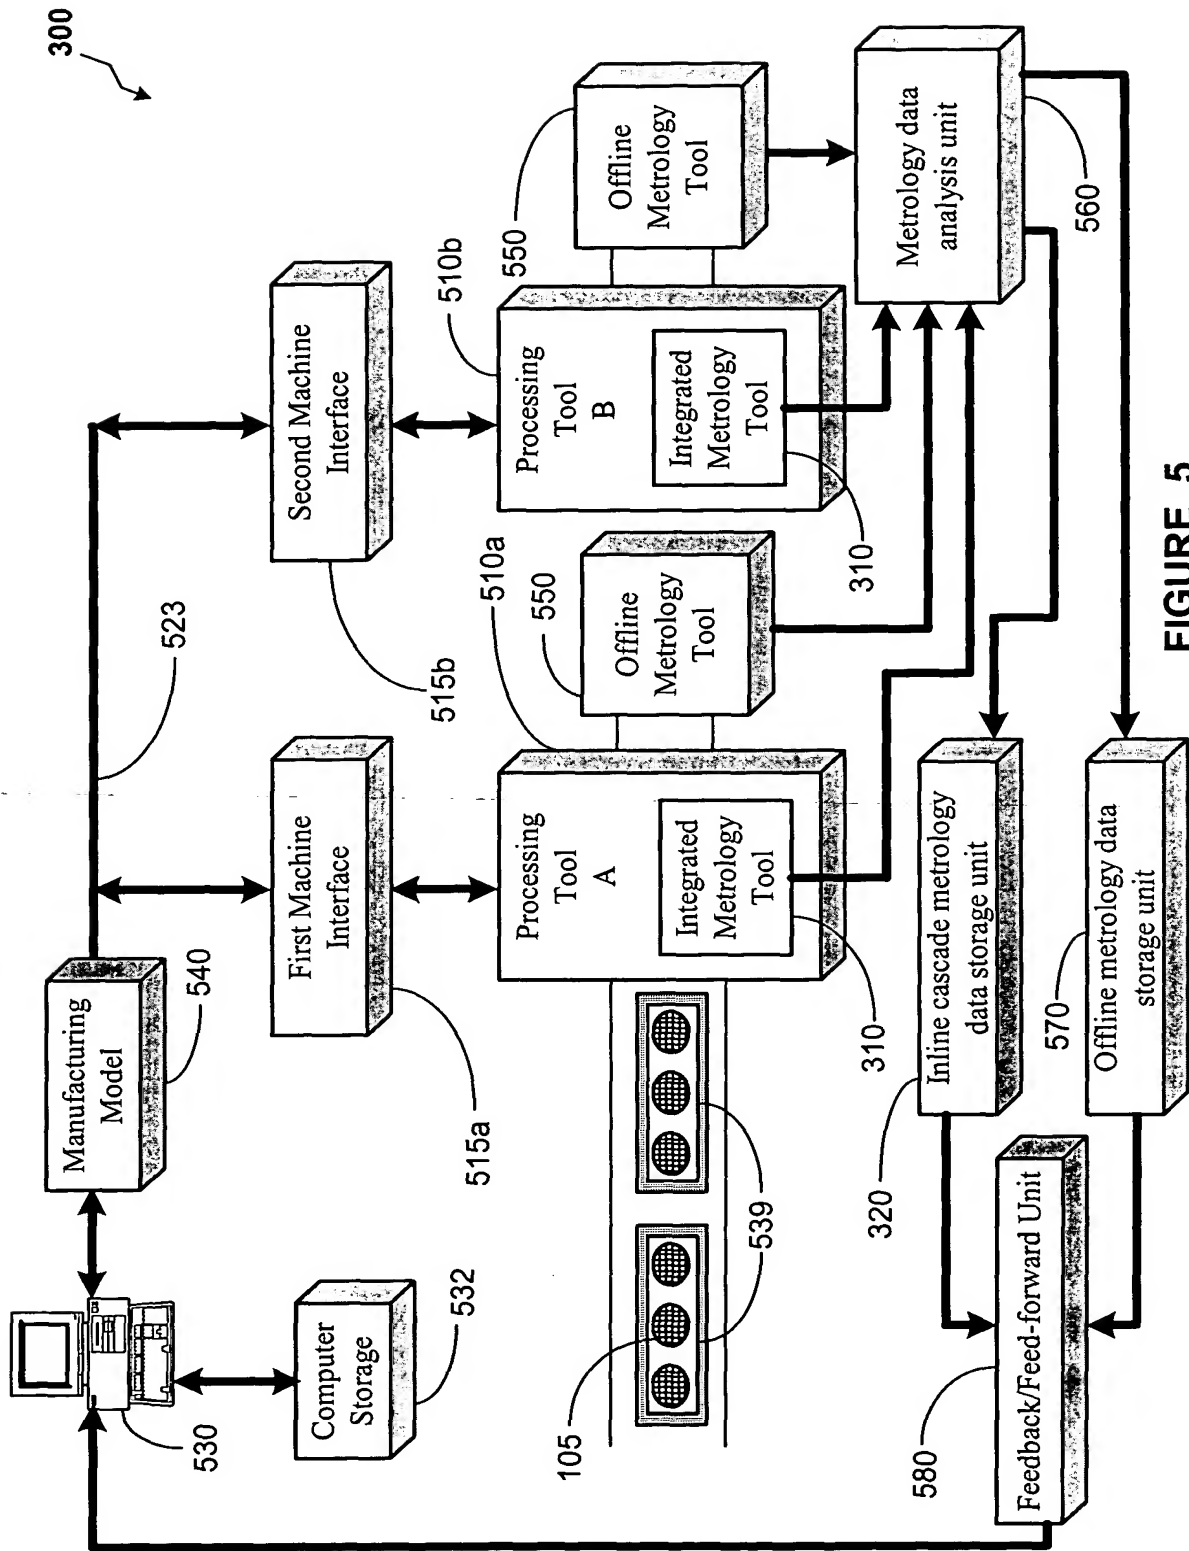 300
530
Computer
Storage
532
Manufacturing
Model
540
523
First Machine
Interface
515a
Second Machine
Interface
515b
105
539
Processing
Tool
A
Integrated
Metrology
Tool
310
510a
Offline
Metrology
Tool
550
Processing
Tool
B
Integrated
Metrology
Tool
310
510b
Offline
Metrology
Tool
550
Metrology data
analysis unit
560
Inline cascade metrology
data storage unit
320
570
Offline metrology data
storage unit
Feedback/Feed-forward Unit
580
FIGURE 5